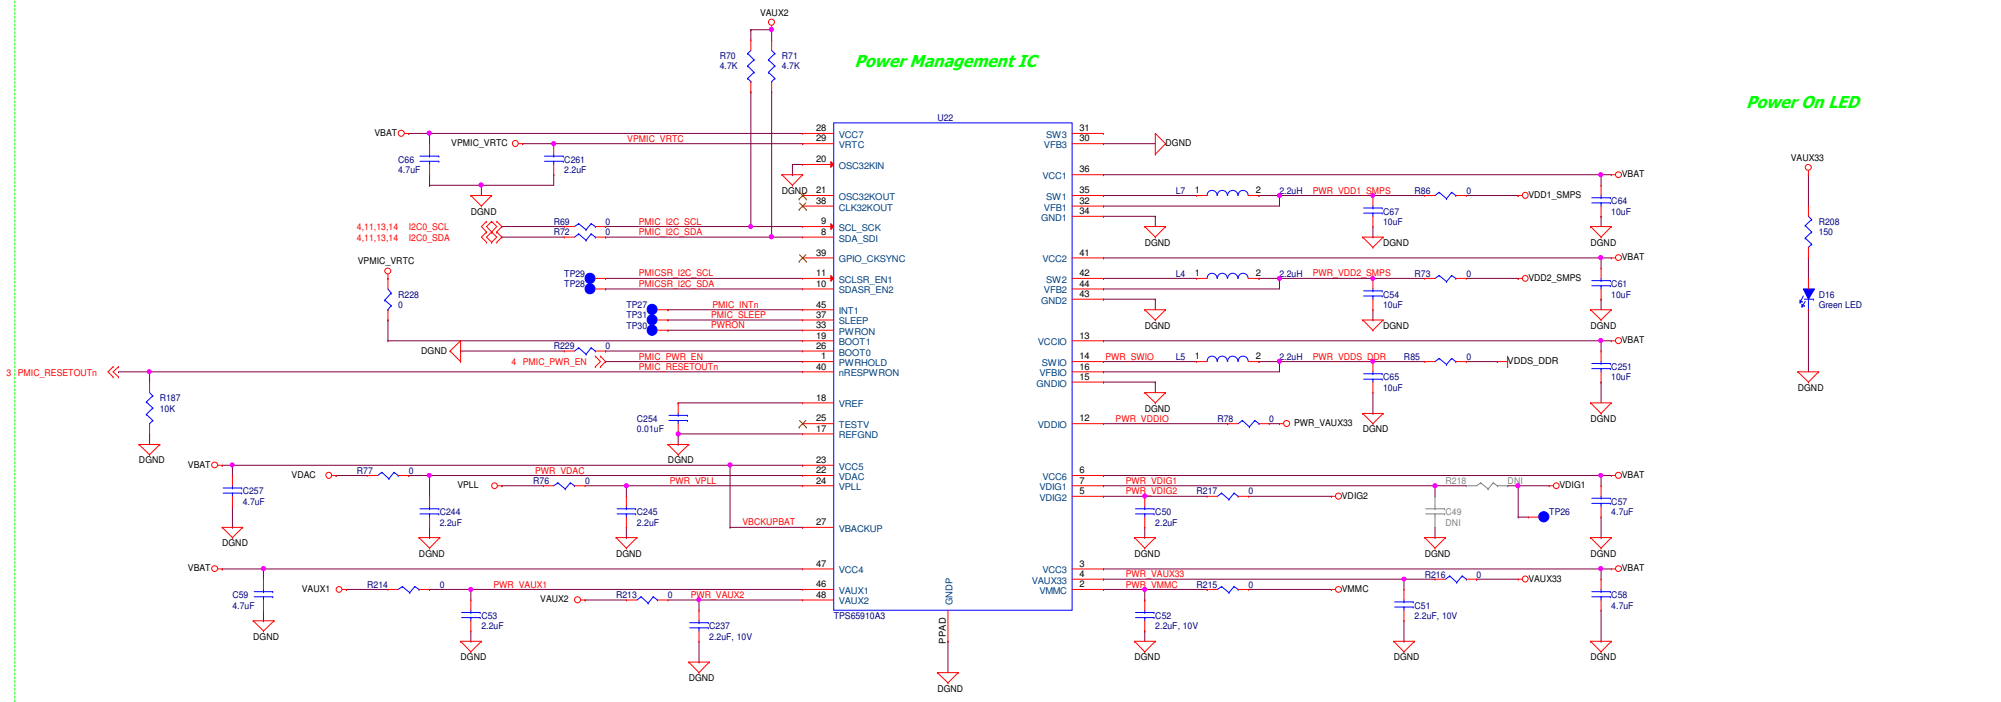 VAUX2
R70
4.7K
R71
4.7K
Power Management IC
Power On LED
U22
VBAT
28 VCC7
VPMIC_VRTC
VPMIC_VRTC
29 VRTC
C66
4.7uF
C261
2.2uF
DGND
20 OSC32KIN
DGND
21 OSC32KOUT
38 CLK32KOUT
4,11,13,14 I2C0_SCL R69 0 PMIC_I2C_SCL 9 SCL_SCK
4,11,13,14 I2C0_SDA R72 0 PMIC_I2C_SDA 8 SDA_SDI
39 GPIO_CKSYNC
VPMIC_VRTC
R228
0
TP29 PMICSR_I2C_SCL 11 SCLSR_EN1
TP28 PMICSR_I2C_SDA 10 SDASR_EN2
TP27 PMIC_INTn 45 INT1
TP31 PMIC_SLEEP 37 SLEEP
TP30 PWRON 33 PWRON
19 BOOT1
DGND R229 0 26 BOOT0
4 PMIC_PWR_EN PMIC_PWR_EN 1 PWRHOLD
3 PMIC_RESETOUTn PMIC_RESETOUTn 40 nRESPWRON
R187
10K
DGND
18 VREF
C254
0.01uF
25 TESTV
17 REFGND
DGND
VBAT 23 VCC5
VDAC R77 0 PWR_VDAC 22 VDAC
VPLL R76 0 PWR_VPLL 24 VPLL
C257
4.7uF
DGND
C244
2.2uF
DGND
C245
2.2uF
DGND
VBCKUPBAT 27 VBACKUP
VBAT 47 VCC4
VAUX1 R214 0 PWR_VAUX1 46 VAUX1
VAUX2 R213 0 PWR_VAUX2 48 VAUX2
C59
4.7uF
DGND
C53
2.2uF
DGND
C237
2.2uF, 10V
DGND
TPS65910A3
GNDP
PPAD
DGND
SW3 31
VFB3 30 DGND
VCC1 36 VBAT
SW1 35 L7 1 2 2.2uH PWR_VDD1_SMPS R86 0 VDD1_SMPS
VFB1 32
GND1 34
DGND
C67
10uF
DGND
C64
10uF
DGND
VCC2 41 VBAT
SW2 42 L4 1 2 2.2uH PWR_VDD2_SMPS R73 0 VDD2_SMPS
VFB2 44
GND2 43
DGND
C54
10uF
DGND
C61
10uF
DGND
VCCIO 13 VBAT
SWIO 14 PWR_SWIO L5 1 2 2.2uH PWR_VDDS_DDR R85 0 VDDS_DDR
VFBIO 16
GNDIO 15
DGND
C65
10uF
DGND
C251
10uF
DGND
VDDIO 12 PWR_VDDIO R78 0 PWR_VAUX33
VCC6 6 VBAT
VDIG1 7 PWR_VDIG1 R218 DNI VDIG1
VDIG2 5 PWR_VDIG2 R217 0 VDIG2
C50
2.2uF
DGND
C49
DNI
DGND
TP26
C57
4.7uF
DGND
VCC3 3 VBAT
VAUX33 4 PWR_VAUX33 R216 0 VAUX33
VMMC 2 PWR_VMMC R215 0 VMMC
C52
2.2uF, 10V
DGND
C51
2.2uF, 10V
DGND
C58
4.7uF
DGND
VAUX33
R208
150
D16
Green LED
DGND